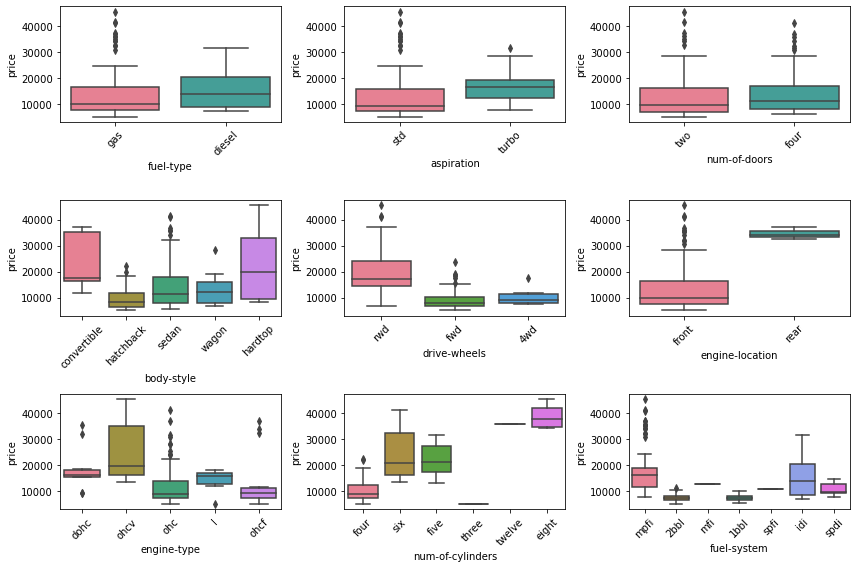 price
40000
30000
20000
10000
gas
diesel
fuel-type
price
40000
30000
20000
10000
std
turbo
aspiration
price
40000
30000
20000
10000
two
four
num-of-doors
price
40000
30000
20000
10000
convertible
hatchback
sedan
wagon
hardtop
body-style
price
40000
30000
20000
10000
rwd
fwd
4wd
drive-wheels
price
40000
30000
20000
10000
front
rear
engine-location
price
40000
30000
20000
10000
dohc
ohcv
ohc
l
ohcf
engine-type
price
40000
30000
20000
10000
four
six
five
three
twelve
eight
num-of-cylinders
price
40000
30000
20000
10000
mpfi
2bbl
mfi
1bbl
spfi
idi
spdi
fuel-system